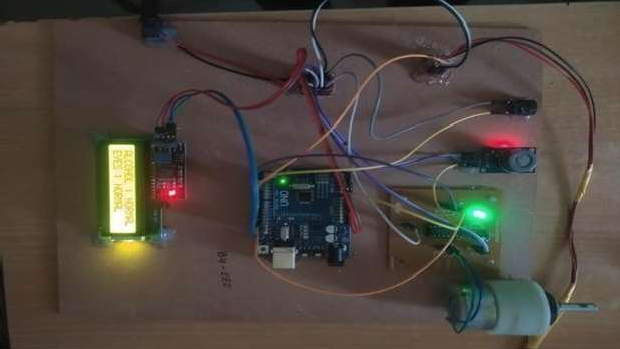 ALCOHOL : NORMAL
EYES : NORMAL
UNO